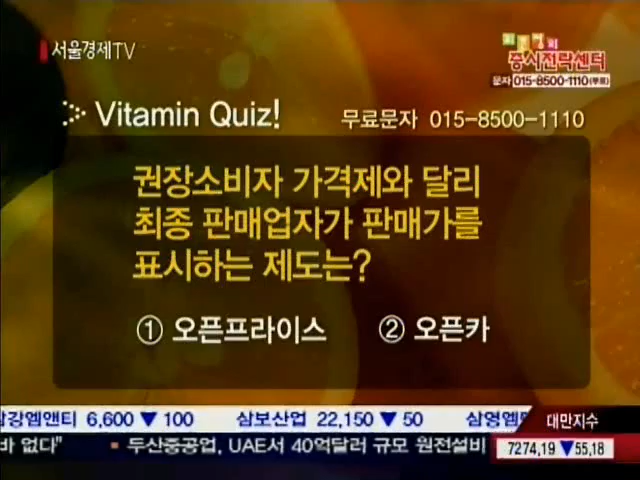 서울경제TV
증시전략센터
문자 015-8500-1110(무료)
Vitamin Quiz!
무료문자 015-8500-1110
권장소비자 가격제와 달리
최종 판매업자가 판매가를
표시하는 제도는?
① 오픈프라이스 ② 오픈카
삼강엠앤티 6,600 ▼ 100 삼보산업 22,150 ▼ 50 삼영엠텍
대만지수
바 없다" ▪ 두산중공업, UAE서 40억달러 규모 원전설비
7274,19 ▼55,18